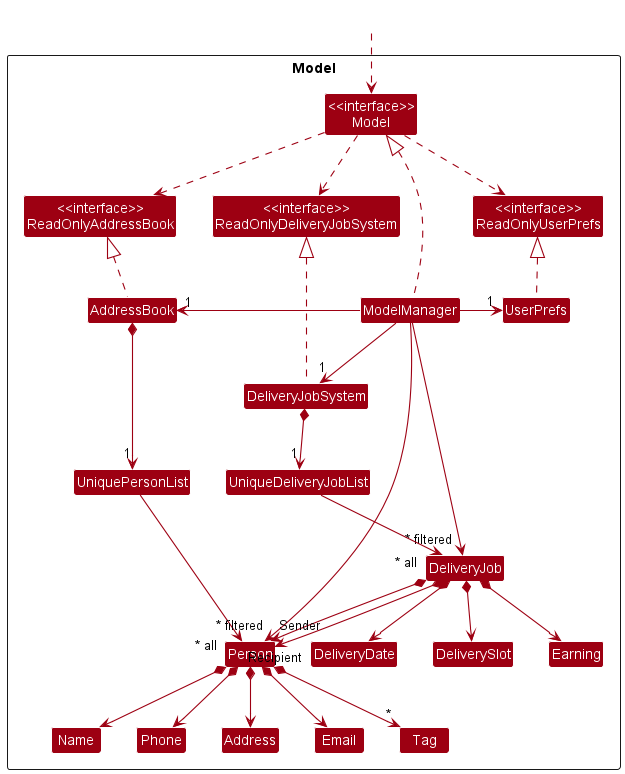 Model
<<interface>>
Model
<<interface>>
ReadOnlyAddressBook
<<interface>>
ReadOnlyDeliveryJobSystem
<<interface>>
ReadOnlyUserPrefs
1
1
AddressBook
ModelManager
UserPrefs
1
DeliveryJobSystem
1
1
UniquePersonList
UniqueDeliveryJobList
* filtered
* all
DeliveryJob
* filtered
Sender
* all
Person
Recipient
DeliveryDate
DeliverySlot
Earning
*
Name
Phone
Address
Email
Tag